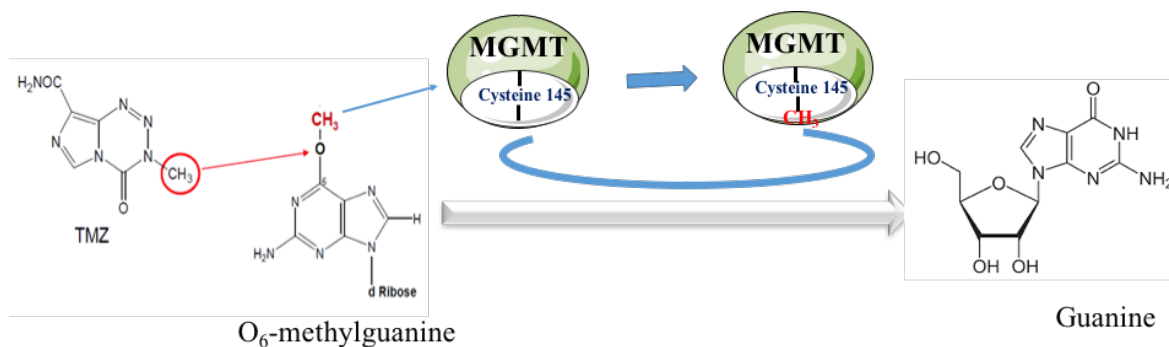 H₂NOC
N
N
N
N
N
N
CH₃
O
TMZ
CH₃
O
6
N
N
H
H₂N
N
N
d Ribose
O₆-methylguanine
MGMT
Cysteine 145
MGMT
Cysteine 145
CH₃
O
N
NH
HO
N
N
NH₂
O
OH
OH
Guanine